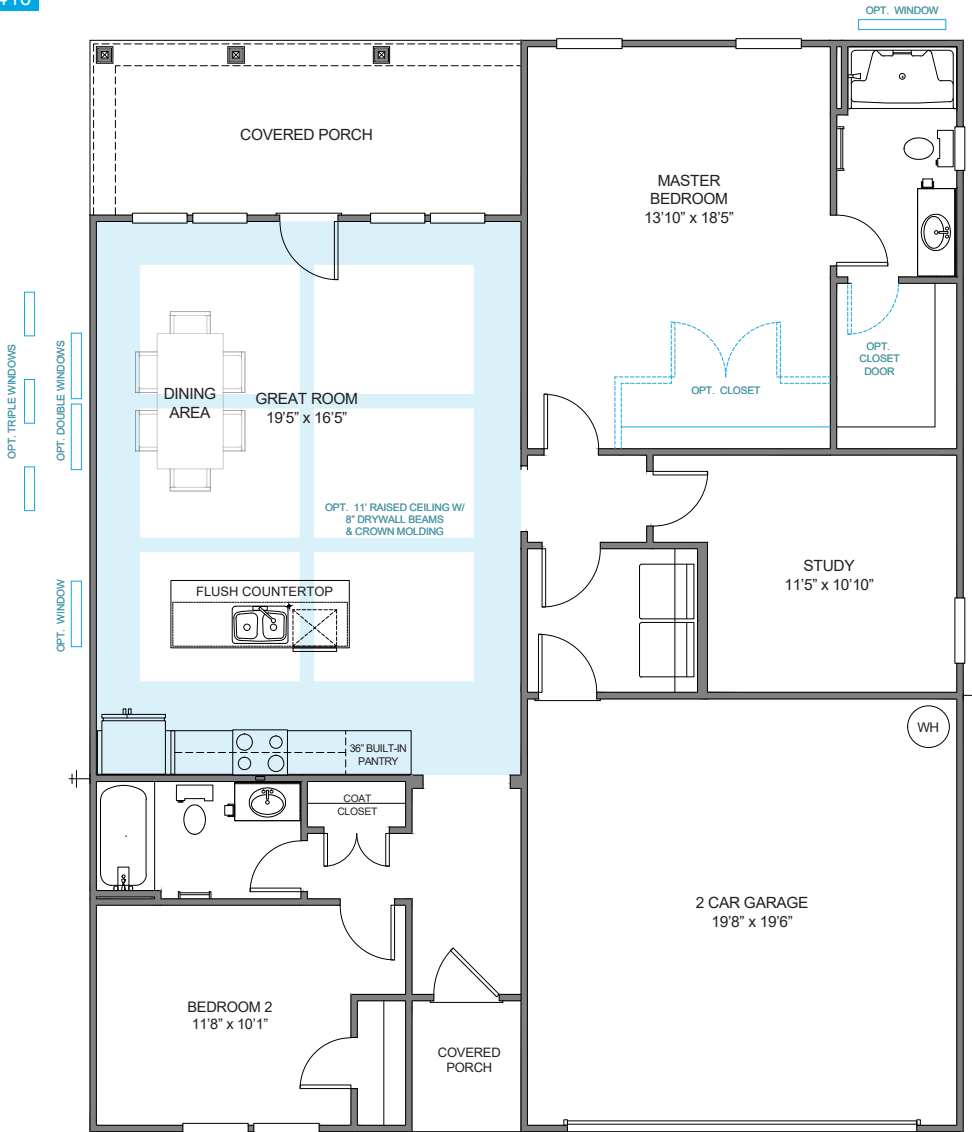 OPT. WINDOW
COVERED PORCH
MASTER
BEDROOM
13'10" x 18'5"
OPT. TRIPLE WINDOWS
OPT. DOUBLE WINDOWS
DINING
AREA
GREAT ROOM
19'5" x 16'5"
OPT. CLOSET
OPT.
CLOSET
DOOR
OPT. 11' RAISED CEILING W/
8" DRYWALL BEAMS
& CROWN MOLDING
OPT. WINDOW
FLUSH COUNTERTOP
STUDY
11'5" x 10'10"
WH
36" BUILT-IN
PANTRY
COAT
CLOSET
2 CAR GARAGE
19'8" x 19'6"
BEDROOM 2
11'8" x 10'1"
COVERED
PORCH